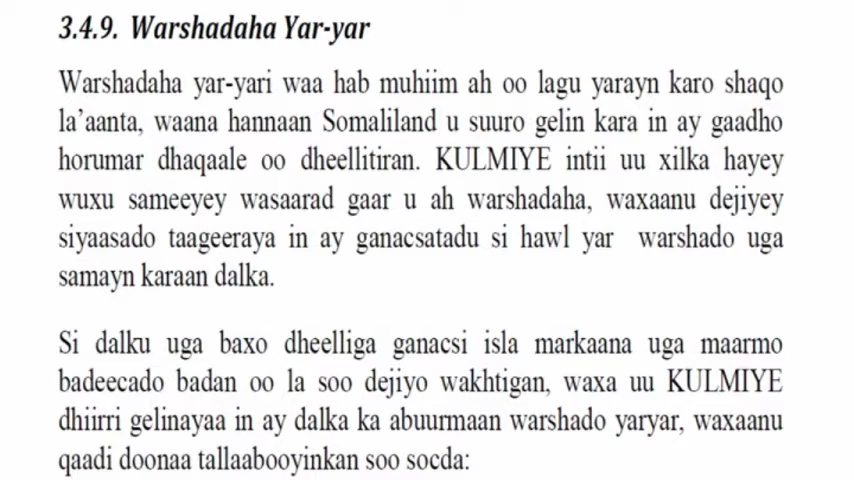 3.4.9. Warshadaha Yar-yar
Warshadaha yar-yari waa hab muhiim ah oo lagu yarayn karo shaqo
la'aanta, waana hannaan Somaliland u suuro gelin kara in ay gaadho
horumar dhaqaale oo dheellitiran. KULMIYE intii uu xilka hayey
wuxu sameeyey wasaarad gaar u ah warshadaha, waxaanu dejiyey
siyaasado taageeraya in ay ganacsatadu si hawl yar warshado uga
samayn karaan dalka.
Si dalku uga baxo dheelliga ganacsi isla markaana uga maarmo
badeecado badan oo la soo dejiyo wakhtigan, waxa uu KULMIYE
dhiirri gelinayaa in ay dalka ka abuurmaan warshado yaryar, waxaanu
qaadi doonaa tallaabooyinkan soo socda: